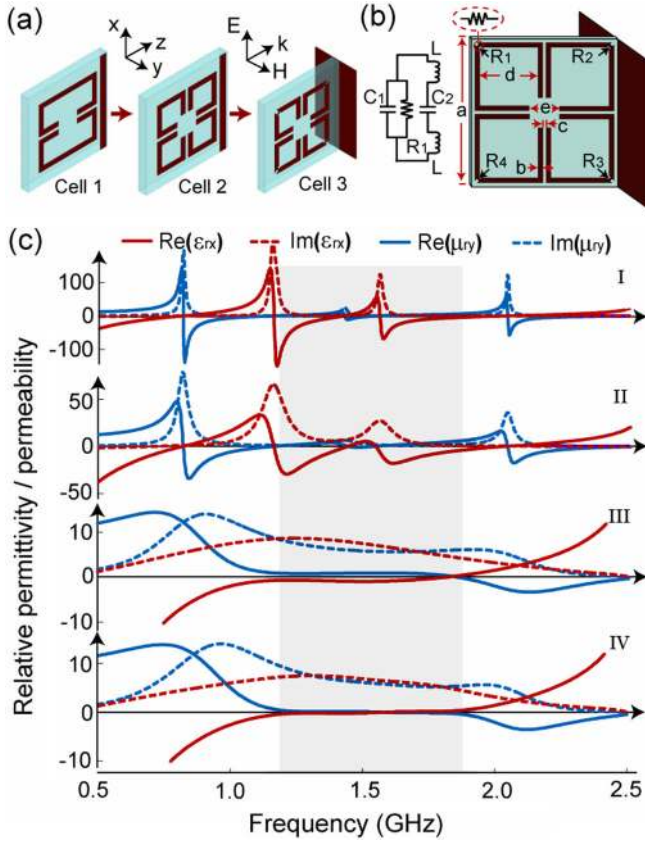 (a)
x
z
y
E
k
H
Cell 1
Cell 2
Cell 3
(b)
L
C1
C2
R1
L
R1
R2
d
e
a
c
b
R4
R3
(c)
Re(εrx)
Im(εrx)
Re(μry)
Im(μry)
Relative permittivity / permeability
100
0
-100
I
50
0
-50
II
10
0
-10
III
10
0
-10
IV
0.5
1.0
1.5
2.0
2.5
Frequency (GHz)